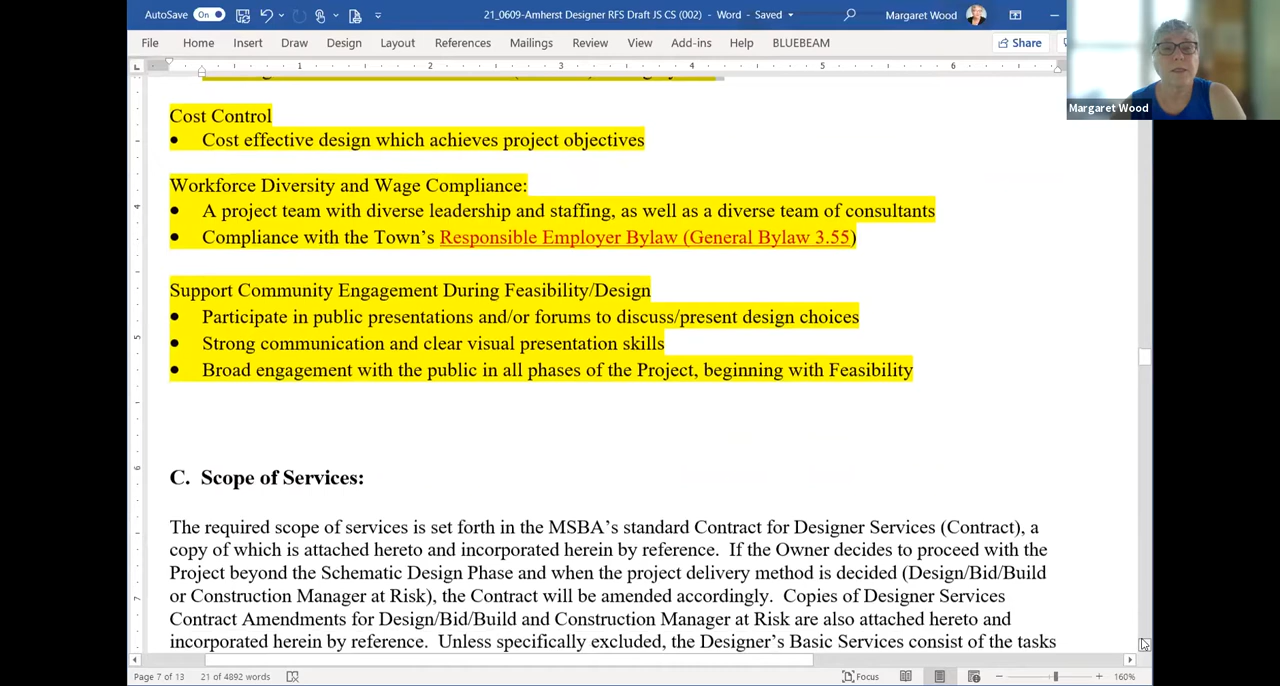 AutoSave On 21_0609-Amherst Designer RFS Draft JS CS (002) - Word - Saved Margaret Wood
File Home Insert Draw Design Layout References Mailings Review View Add-ins Help BLUEBEAM Share
Margaret Wood
1 2 3 4 5 6
Cost Control
• Cost effective design which achieves project objectives
Workforce Diversity and Wage Compliance:
• A project team with diverse leadership and staffing, as well as a diverse team of consultants
• Compliance with the Town's Responsible Employer Bylaw (General Bylaw 3.55)
Support Community Engagement During Feasibility/Design
• Participate in public presentations and/or forums to discuss/present design choices
• Strong communication and clear visual presentation skills
• Broad engagement with the public in all phases of the Project, beginning with Feasibility
C. Scope of Services:
The required scope of services is set forth in the MSBA's standard Contract for Designer Services (Contract), a
copy of which is attached hereto and incorporated herein by reference. If the Owner decides to proceed with the
Project beyond the Schematic Design Phase and when the project delivery method is decided (Design/Bid/Build
or Construction Manager at Risk), the Contract will be amended accordingly. Copies of Designer Services
Contract Amendments for Design/Bid/Build and Construction Manager at Risk are also attached hereto and
incorporated herein by reference. Unless specifically excluded, the Designer's Basic Services consist of the tasks
Page 7 of 13 21 of 4892 words Focus 160%